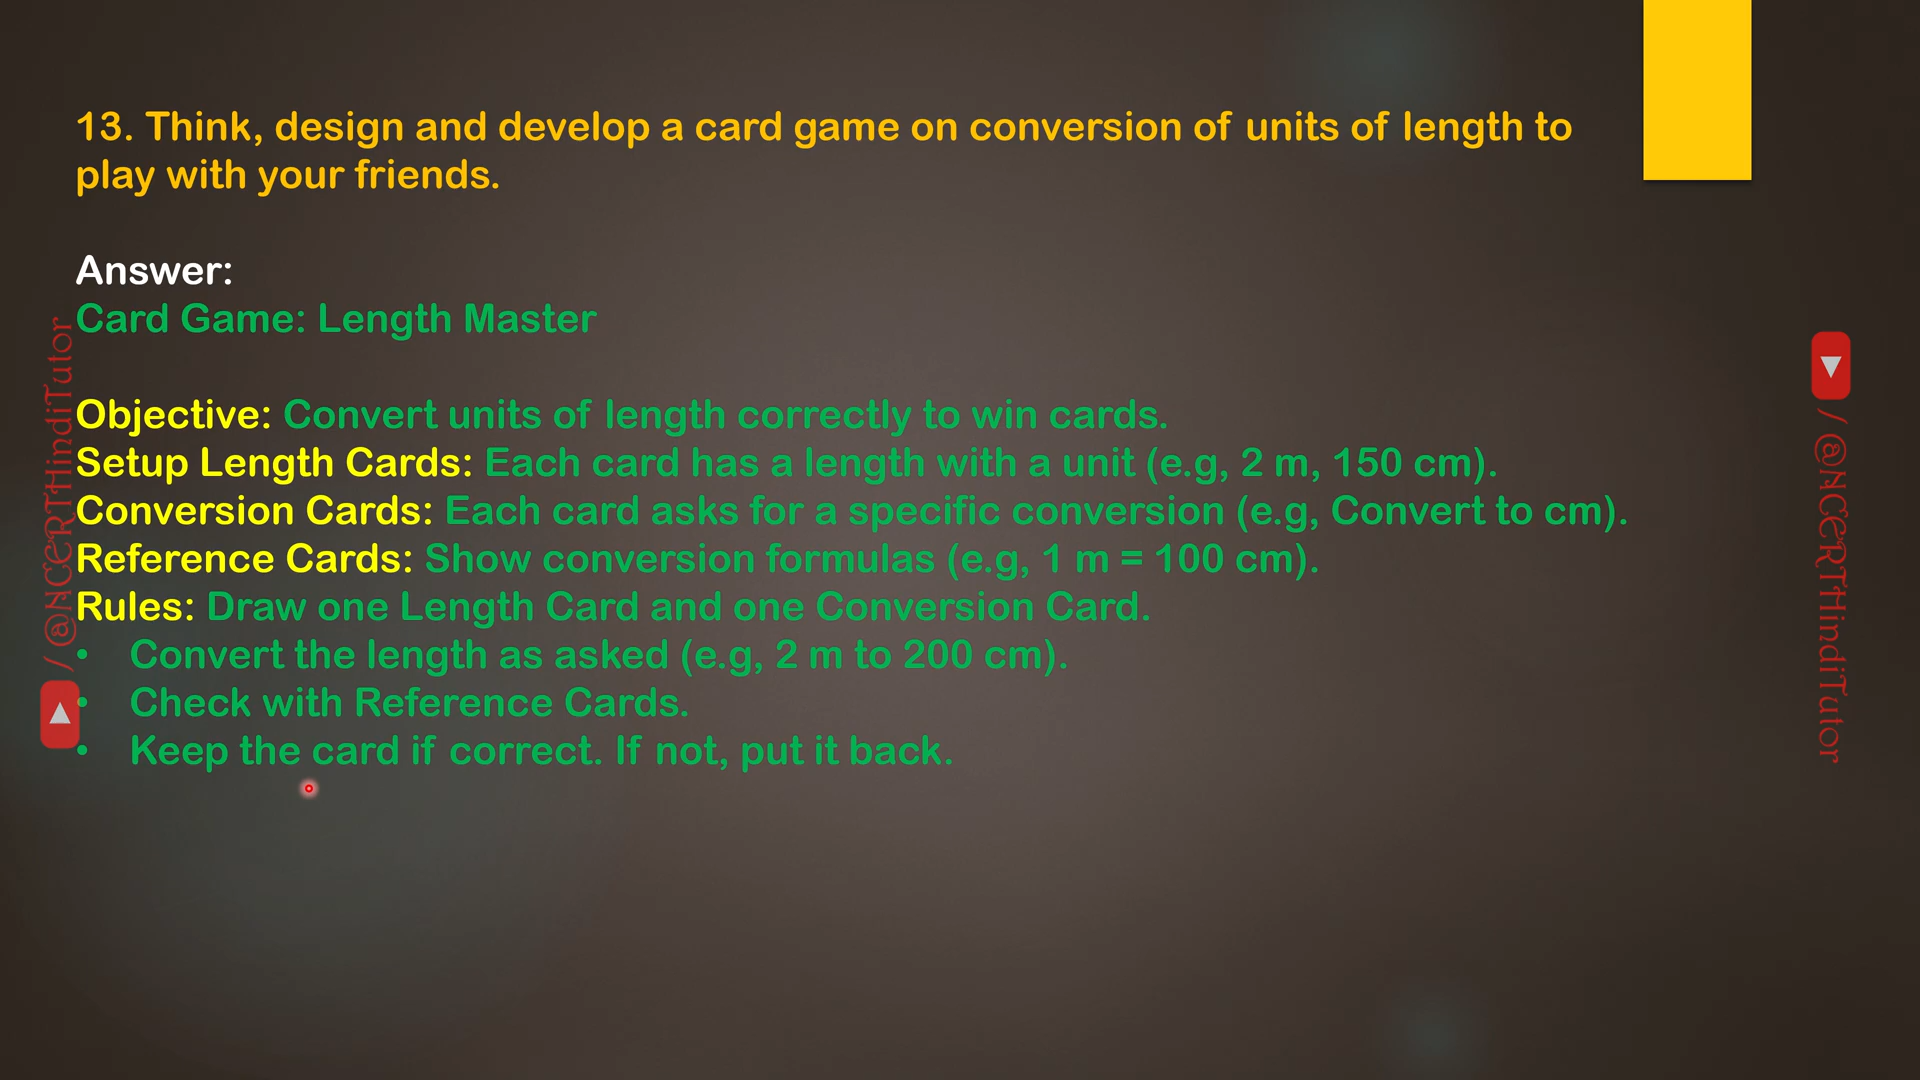 13. Think, design and develop a card game on conversion of units of length to
play with your friends.
Answer:
Card Game: Length Master
Objective: Convert units of length correctly to win cards.
Setup Length Cards: Each card has a length with a unit (e.g, 2 m, 150 cm).
Conversion Cards: Each card asks for a specific conversion (e.g, Convert to cm).
Reference Cards: Show conversion formulas (e.g, 1 m = 100 cm).
Rules: Draw one Length Card and one Conversion Card.
• Convert the length as asked (e.g, 2 m to 200 cm).
• Check with Reference Cards.
• Keep the card if correct. If not, put it back.
/ @NCERTHindiTutor
/ @NCERTHindiTutor